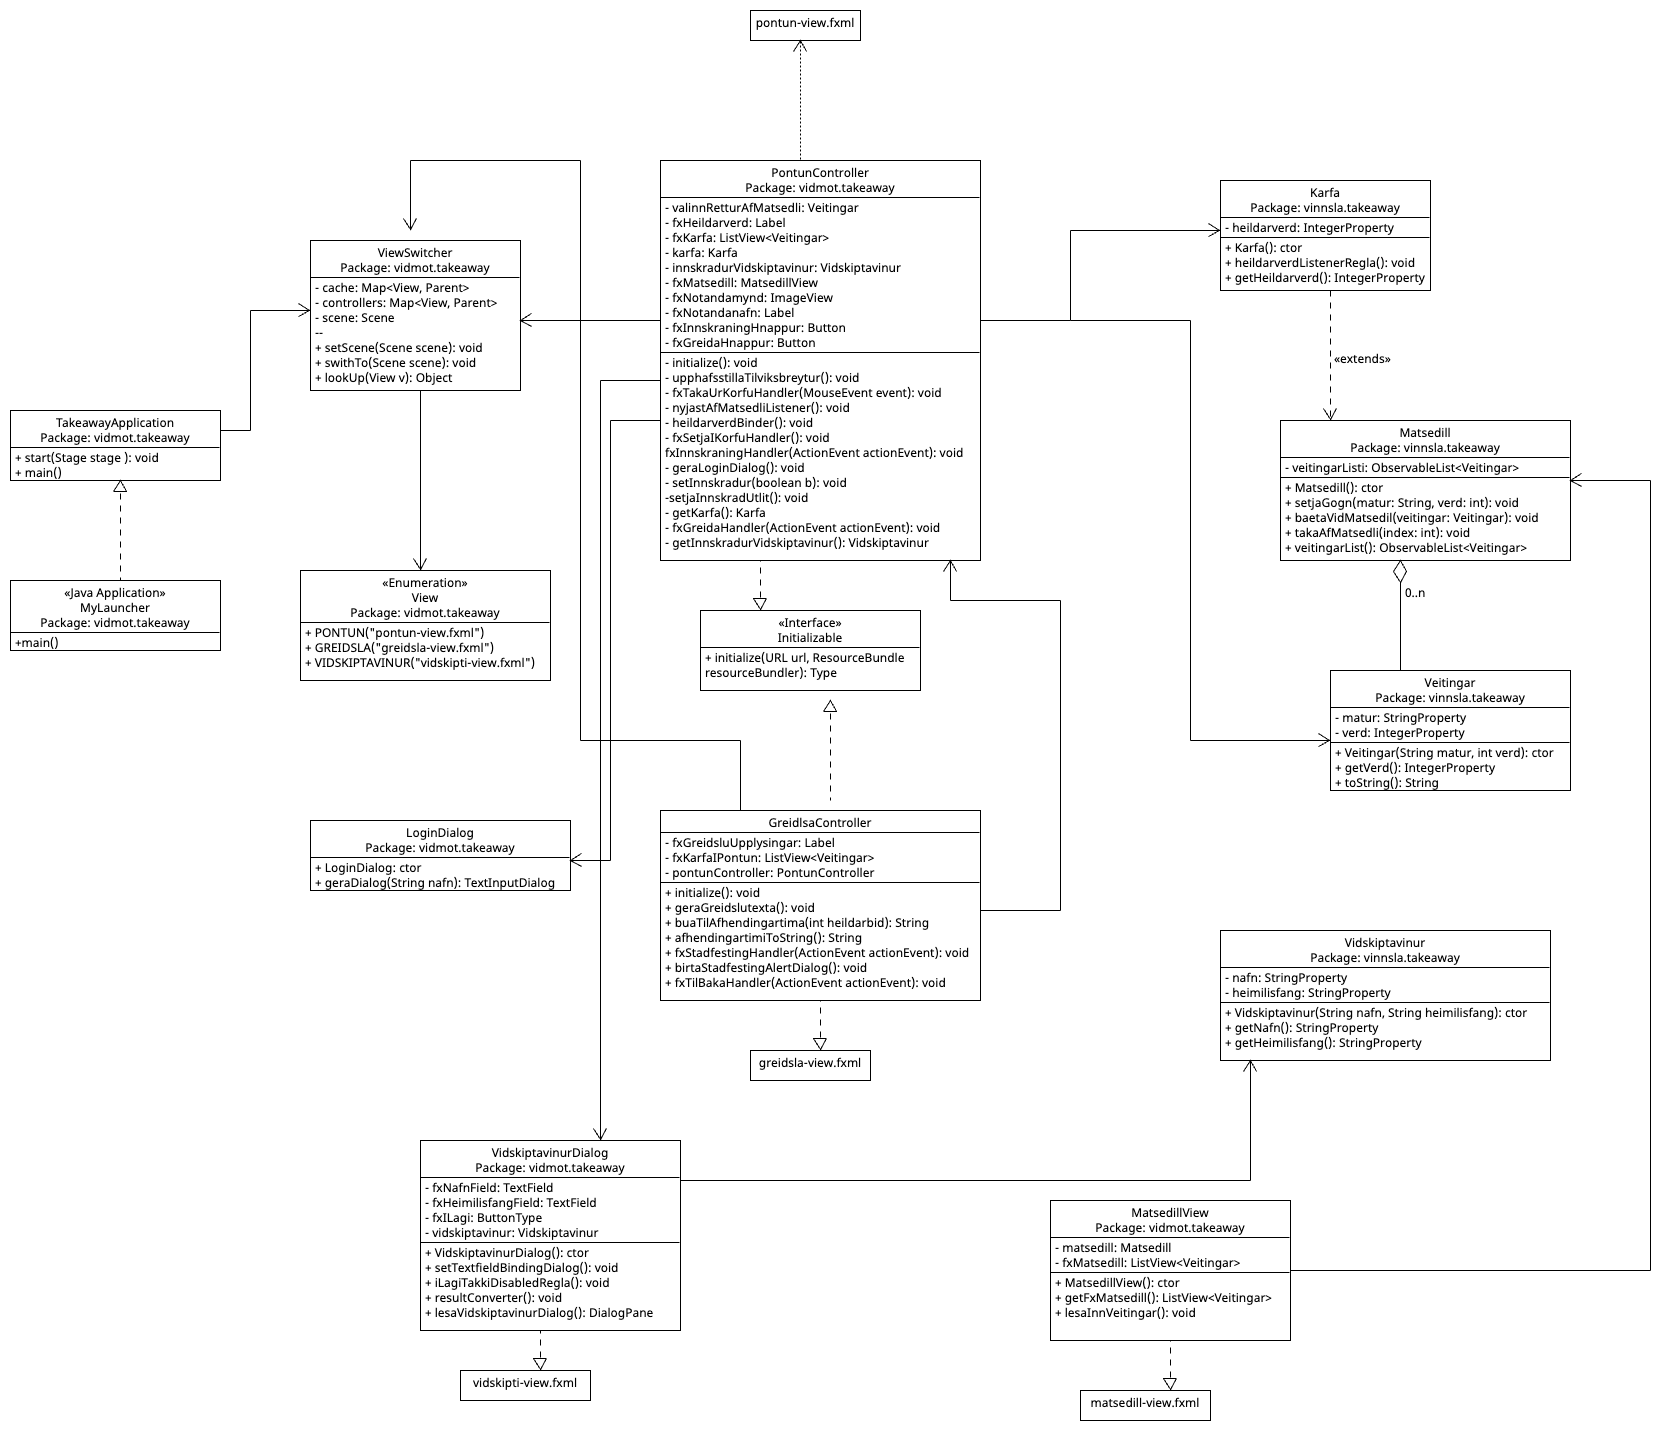 pontun-view.fxml
PontunController
Package: vidmot.takeaway
- valinnRetturAfMatsedli: Veitingar
- fxHeildarverd: Label
- fxKarfa: ListView<Veitingar>
- karfa: Karfa
- innskradurVidskiptavinur: Vidskiptavinur
- fxMatsedill: MatsedillView
- fxNotandamynd: ImageView
- fxNotandanafn: Label
- fxInnskraningHnappur: Button
- fxGreidaHnappur: Button
- initialize(): void
- upphafsstillaTilviksbreytur(): void
- fxTakaUrKorfuHandler(MouseEvent event): void
- nyjastAfMatsedliListener(): void
- heildarverdBinder(): void
- fxSetjaIKorfuHandler(): void
fxInnskraningHandler(ActionEvent actionEvent): void
- geraLoginDialog(): void
- setInnskradur(boolean b): void
-setjaInnskradUtlit(): void
- getKarfa(): Karfa
- fxGreidaHandler(ActionEvent actionEvent): void
- getInnskradurVidskiptavinur(): Vidskiptavinur
Karfa
Package: vinnsla.takeaway
- heildarverd: IntegerProperty
+ Karfa(): ctor
+ heildarverdListenerRegla(): void
+ getHeildarverd(): IntegerProperty
«extends»
ViewSwitcher
Package: vidmot.takeaway
- cache: Map<View, Parent>
- controllers: Map<View, Parent>
- scene: Scene
--
+ setScene(Scene scene): void
+ swithTo(Scene scene): void
+ lookUp(View v): Object
TakeawayApplication
Package: vidmot.takeaway
+ start(Stage stage ): void
+ main()
Matsedill
Package: vinnsla.takeaway
- veitingarListi: ObservableList<Veitingar>
+ Matsedill(): ctor
+ setjaGogn(matur: String, verd: int): void
+ baetaVidMatsedil(veitingar: Veitingar): void
+ takaAfMatsedli(index: int): void
+ veitingarList(): ObservableList<Veitingar>
0..n
«Java Application»
MyLauncher
Package: vidmot.takeaway
+main()
«Enumeration»
View
Package: vidmot.takeaway
+ PONTUN("pontun-view.fxml")
+ GREIDSLA("greidsla-view.fxml")
+ VIDSKIPTAVINUR("vidskipti-view.fxml")
«Interface»
Initializable
+ initialize(URL url, ResourceBundle
resourceBundler): Type
Veitingar
Package: vinnsla.takeaway
- matur: StringProperty
- verd: IntegerProperty
+ Veitingar(String matur, int verd): ctor
+ getVerd(): IntegerProperty
+ toString(): String
LoginDialog
Package: vidmot.takeaway
+ LoginDialog: ctor
+ geraDialog(String nafn): TextInputDialog
GreidlsaController
- fxGreidsluUpplysingar: Label
- fxKarfaIPontun: ListView<Veitingar>
- pontunController: PontunController
+ initialize(): void
+ geraGreidslutexta(): void
+ buaTilAfhendingartima(int heildarbid): String
+ afhendingartimiToString(): String
+ fxStadfestingHandler(ActionEvent actionEvent): void
+ birtaStadfestingAlertDialog(): void
+ fxTilBakaHandler(ActionEvent actionEvent): void
greidsla-view.fxml
Vidskiptavinur
Package: vinnsla.takeaway
- nafn: StringProperty
- heimilisfang: StringProperty
+ Vidskiptavinur(String nafn, String heimilisfang): ctor
+ getNafn(): StringProperty
+ getHeimilisfang(): StringProperty
VidskiptavinurDialog
Package: vidmot.takeaway
- fxNafnField: TextField
- fxHeimilisfangField: TextField
- fxILagi: ButtonType
- vidskiptavinur: Vidskiptavinur
+ VidskiptavinurDialog(): ctor
+ setTextfieldBindingDialog(): void
+ iLagiTakkiDisabledRegla(): void
+ resultConverter(): void
+ lesaVidskiptavinurDialog(): DialogPane
vidskipti-view.fxml
MatsedillView
Package: vidmot.takeaway
- matsedill: Matsedill
- fxMatsedill: ListView<Veitingar>
+ MatsedillView(): ctor
+ getFxMatsedill(): ListView<Veitingar>
+ lesaInnVeitingar(): void
matsedill-view.fxml